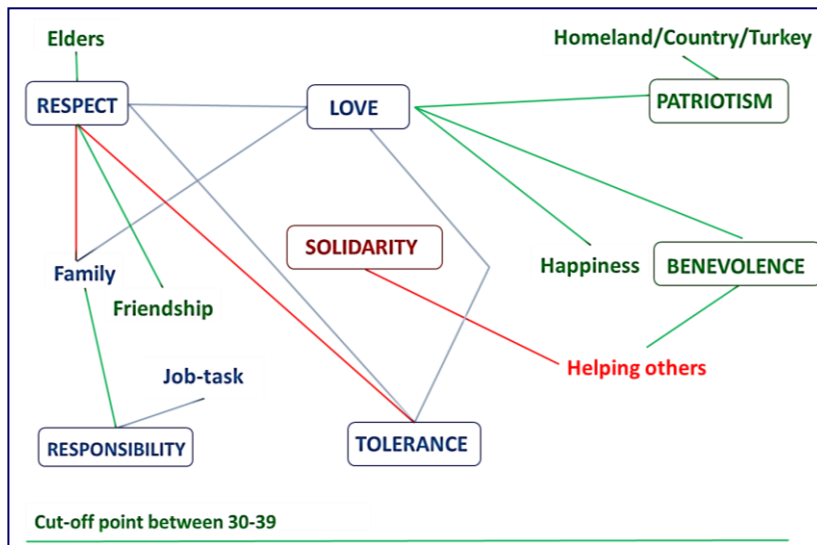 Elders
Homeland/Country/Turkey
RESPECT
LOVE
PATRIOTISM
SOLIDARITY
Family
Happiness
BENEVOLENCE
Friendship
Job-task
Helping others
RESPONSIBILITY
TOLERANCE
Cut-off point between 30-39